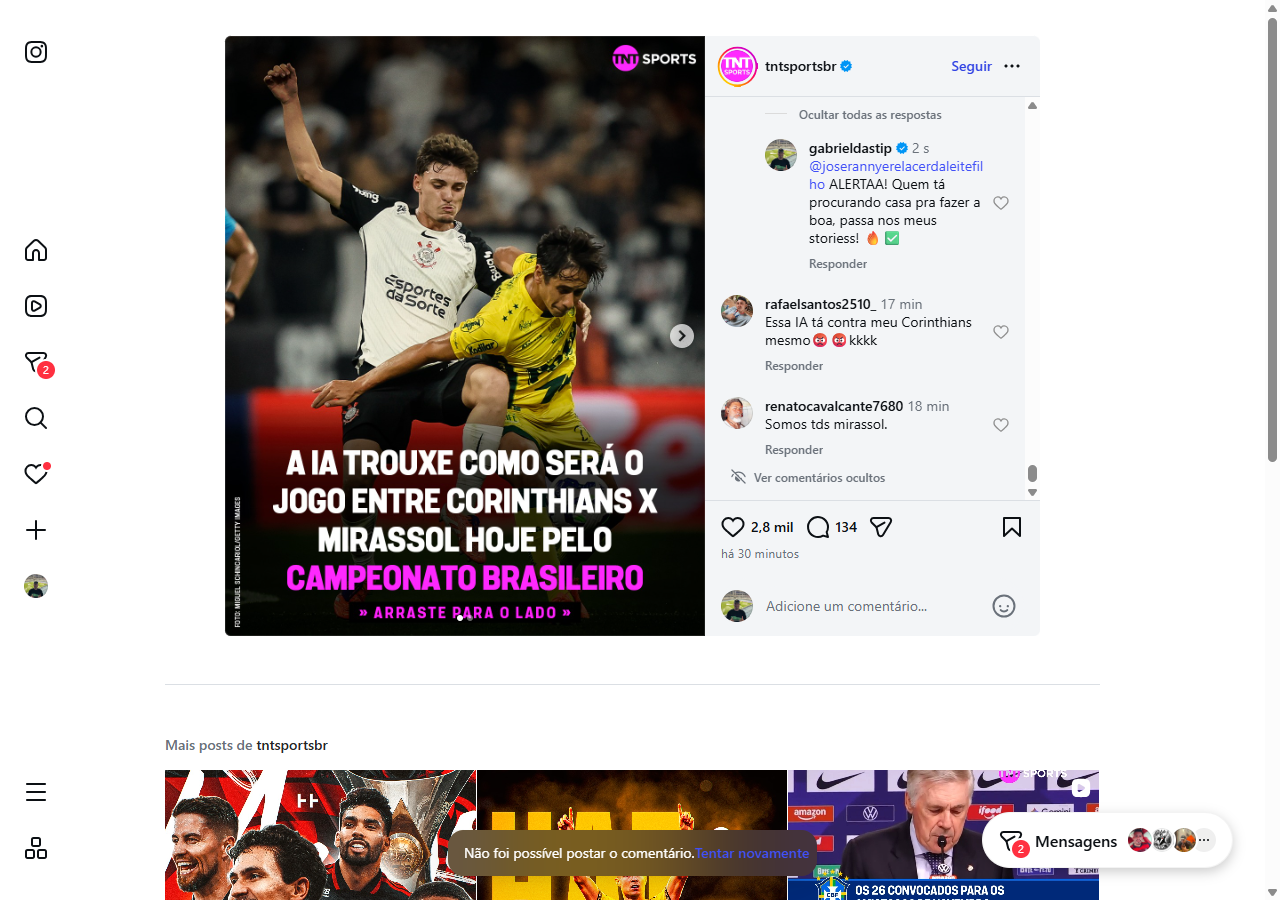 TNT SPORTS
A IA TROUXE COMO SERÁ O
JOGO ENTRE CORINTHIANS X
MIRASSOL HOJE PELO
CAMPEONATO BRASILEIRO
» ARRASTE PARA O LADO »
FOTO: MIGUEL SCHINCARIOL/GETTY IMAGES
Esportes
da Sorte
TNT
SPORTS
tntsportsbr
Seguir
Ocultar todas as respostas
gabrieldastip 2 s
@joserannyerelacerdaleitefil
ho ALERTAA! Quem tá
procurando casa pra fazer a
boa, passa nos meus
storiess! 🔥 ✅
Responder
rafaelsantos2510_ 17 min
Essa IA tá contra meu Corinthians
mesmo😡 😡 kkkk
Responder
renatocavalcante7680 18 min
Somos tds mirassol.
Responder
Ver comentários ocultos
2,8 mil
134
há 30 minutos
Adicione um comentário...
2
Mais posts de tntsportsbr
amazon
ifood
OS 26 CONVOCADOS PARA OS
Não foi possível postar o comentário. Tentar novamente
2
Mensagens